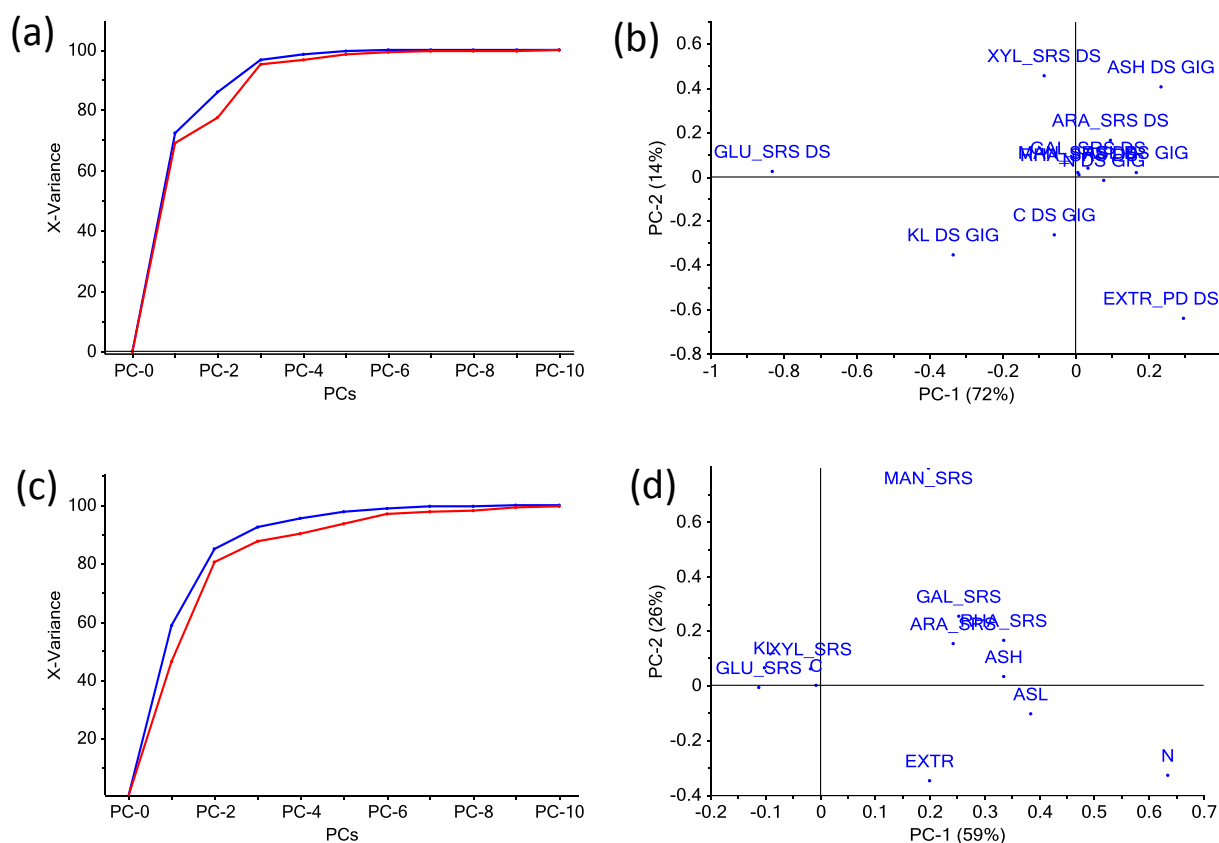 (a)
100
80
60
40
20
0
X-Variance
PC-0 PC-2 PC-4 PC-6 PC-8 PC-10
PCs
(b)
0.6
0.4
0.2
0
-0.2
-0.4
-0.6
-0.8
PC-2 (14%)
XYL_SRS DS
ASH DS GIG
ARA_SRS DS
GAL_SRS DS
GLU_SRS DS
N DS GIG
C DS GIG
KL DS GIG
EXTR_PD DS
-1 -0.8 -0.6 -0.4 -0.2 0 0.2
PC-1 (72%)
(c)
100
80
60
40
20
X-Variance
PC-0 PC-2 PC-4 PC-6 PC-8 PC-10
PCs
(d)
0.6
0.4
0.2
0
-0.2
-0.4
PC-2 (26%)
MAN_SRS
GAL_SRS
RHA_SRS
ARA_SRS
KL
XYL_SRS
ASH
GLU_SRS
C
ASL
EXTR
N
-0.2 -0.1 0 0.1 0.2 0.3 0.4 0.5 0.6 0.7
PC-1 (59%)